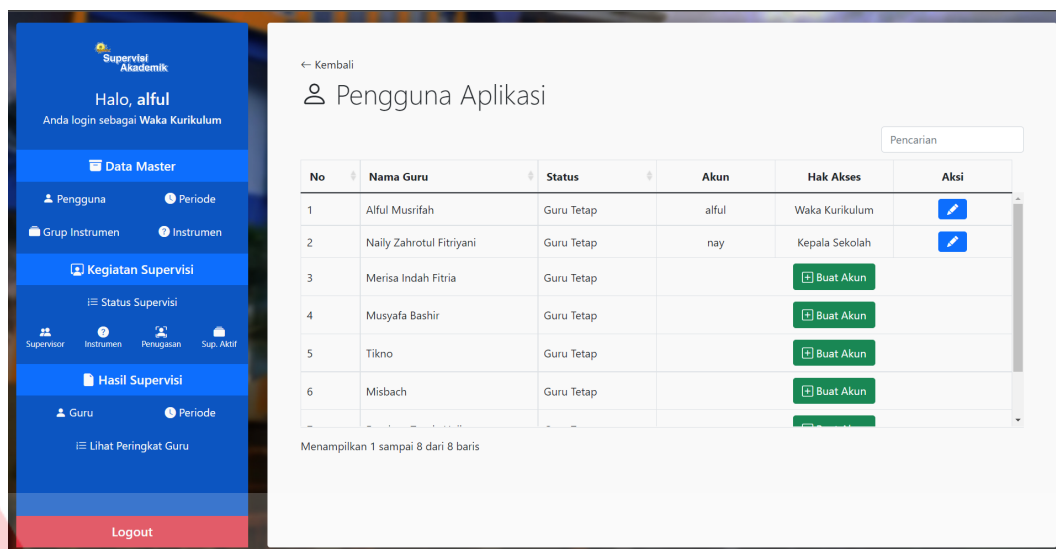 Supervisi
Akademik
Halo, alful
Anda login sebagai Waka Kurikulum
Data Master
Pengguna Periode
Grup Instrumen Instrumen
Kegiatan Supervisi
Status Supervisi
Supervisor Instrumen Penugasan Sup. Aktif
Hasil Supervisi
Guru Periode
Lihat Peringkat Guru
Logout
← Kembali
Pengguna Aplikasi
Pencarian
No Nama Guru Status Akun Hak Akses Aksi
1 Alful Musrifah Guru Tetap alful Waka Kurikulum
2 Naily Zahrotul Fitriyani Guru Tetap nay Kepala Sekolah
3 Merisa Indah Fitria Guru Tetap Buat Akun
4 Musyafa Bashir Guru Tetap Buat Akun
5 Tikno Guru Tetap Buat Akun
6 Misbach Guru Tetap Buat Akun
Menampilkan 1 sampai 8 dari 8 baris